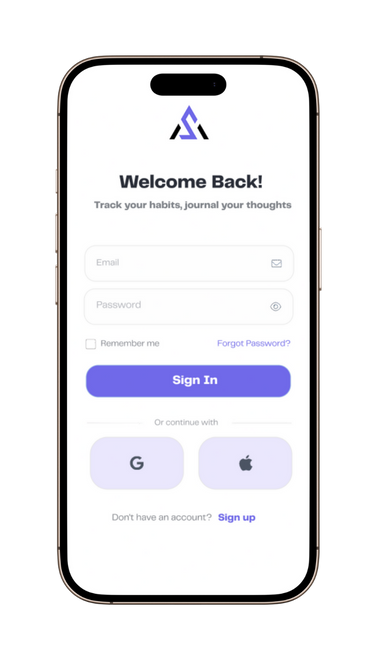 Welcome Back!
Track your habits, journal your thoughts
Email
Password
Remember me Forgot Password?
Sign In
Or continue with
G
Don't have an account? Sign up